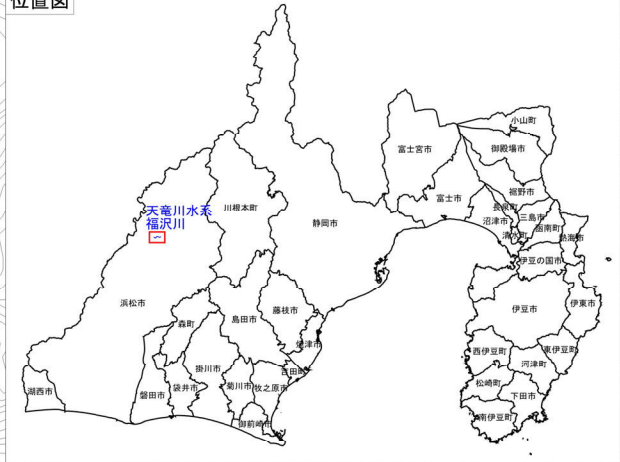 位置図
小山町
御殿場市
富士宮市
裾野市
富士市
長泉町
沼津市
三島市
清水町
函南町
熱海市
伊豆の国市
天竜川水系
福沢川
川根本町
静岡市
浜松市
伊豆市
伊東市
島田市
藤枝市
森町
焼津市
西伊豆町
東伊豆町
河津町
掛川市
吉田町
松崎町
湖西市
磐田市
袋井市
菊川市
牧之原市
下田市
御前崎市
南伊豆町